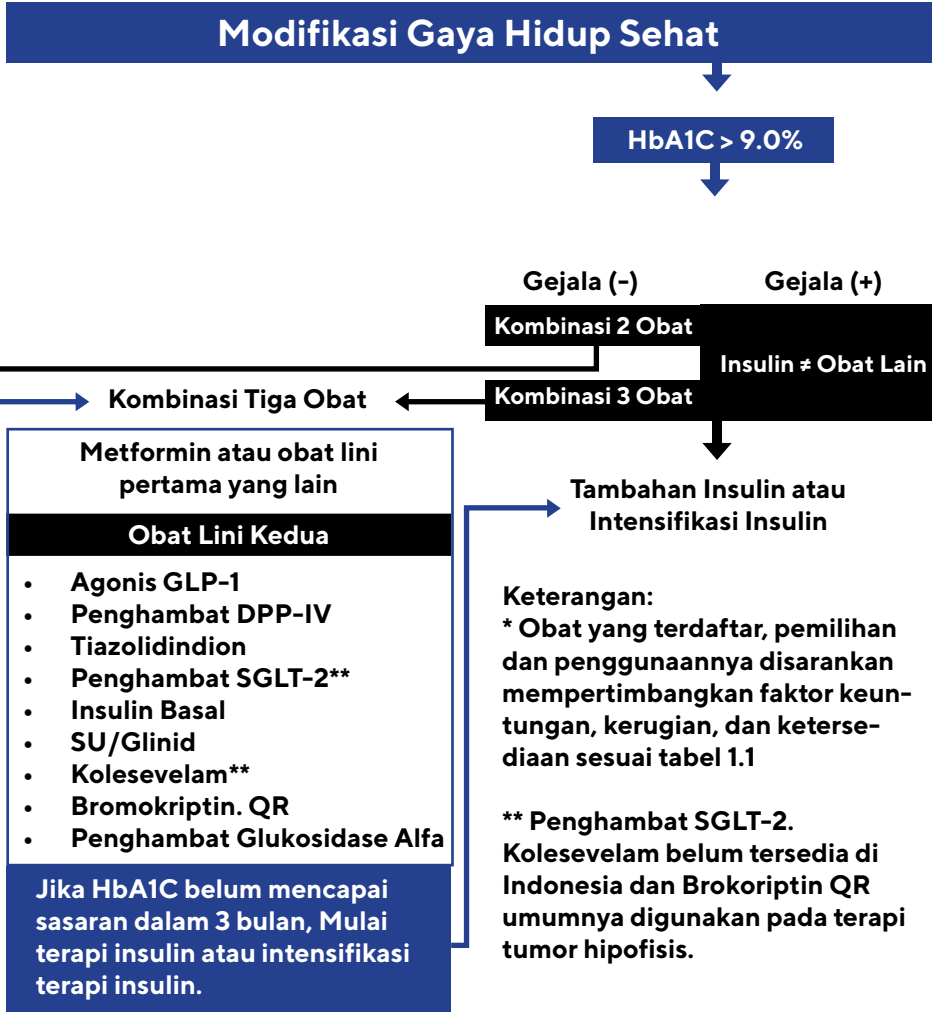 Modifikasi Gaya Hidup Sehat
HbA1C > 9.0%
Gejala (-)
Gejala (+)
Kombinasi 2 Obat
Insulin ≠ Obat Lain
Kombinasi 3 Obat
Kombinasi Tiga Obat
Metformin atau obat lini
pertama yang lain
Obat Lini Kedua
• Agonis GLP-1
• Penghambat DPP-IV
• Tiazolidindion
• Penghambat SGLT-2**
• Insulin Basal
• SU/Glinid
• Kolesevelam**
• Bromokriptin. QR
• Penghambat Glukosidase Alfa
Jika HbA1C belum mencapai
sasaran dalam 3 bulan, Mulai
terapi insulin atau intensifikasi
terapi insulin.
Tambahan Insulin atau
Intensifikasi Insulin
Keterangan:
* Obat yang terdaftar, pemilihan
dan penggunaannya disarankan
mempertimbangkan faktor keun-
tungan, kerugian, dan keterse-
diaan sesuai tabel 1.1
** Penghambat SGLT-2.
Kolesevelam belum tersedia di
Indonesia dan Brokoriptin QR
umumnya digunakan pada terapi
tumor hipofisis.